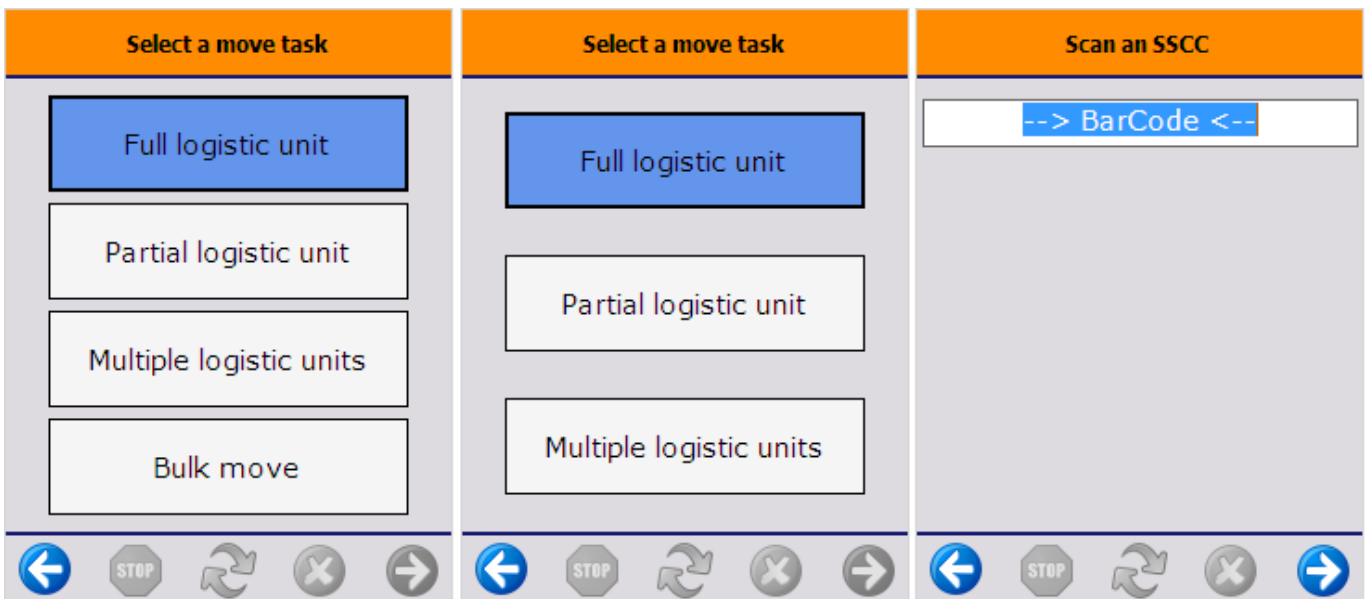 Select a move task
Full logistic unit
Partial logistic unit
Multiple logistic units
Bulk move
STOP
Select a move task
Full logistic unit
Partial logistic unit
Multiple logistic units
STOP
Scan an SSCC
--> BarCode <--
STOP